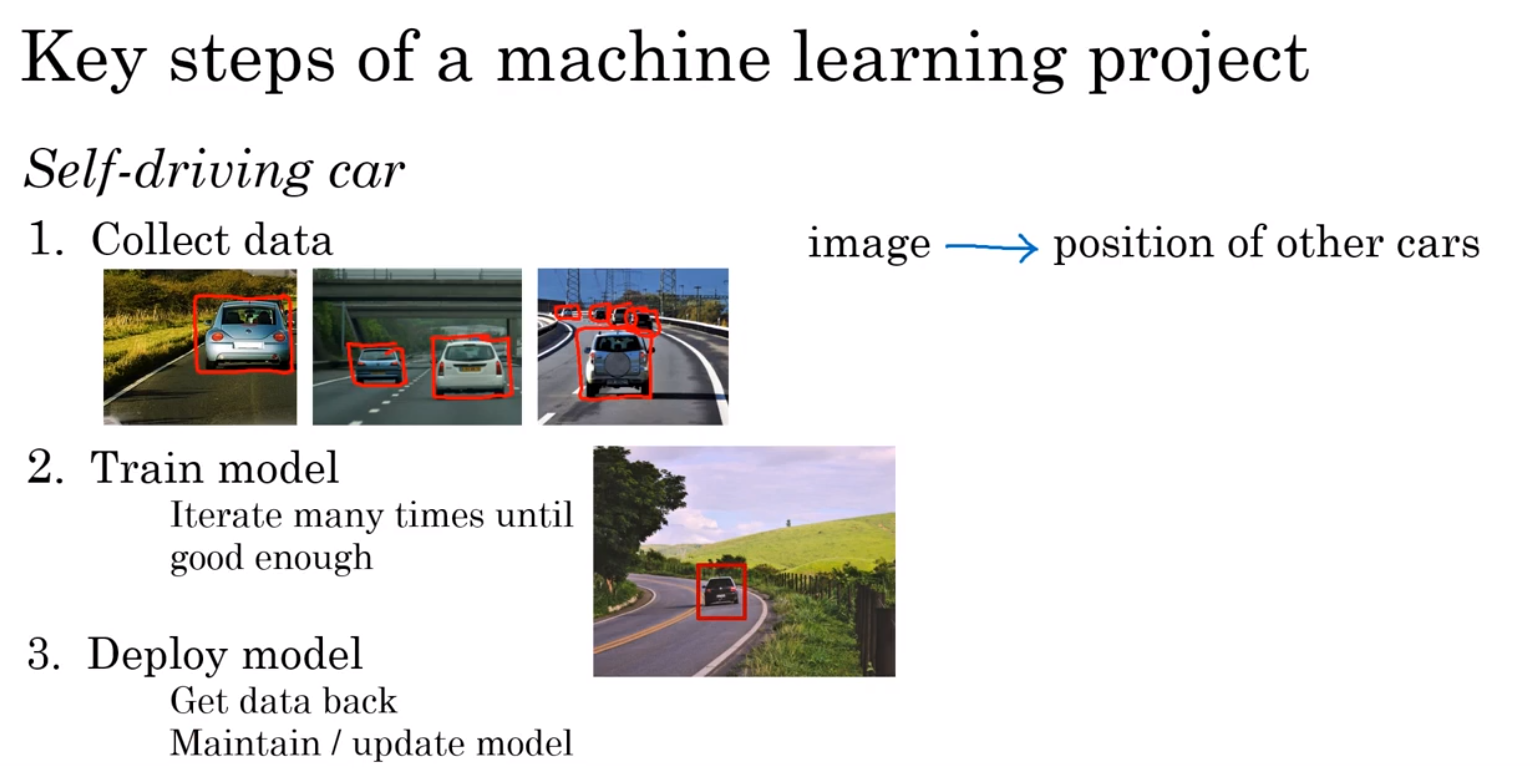 Key steps of a machine learning project
Self-driving car
1. Collect data
image → position of other cars
2. Train model
Iterate many times until
good enough
3. Deploy model
Get data back
Maintain / update model